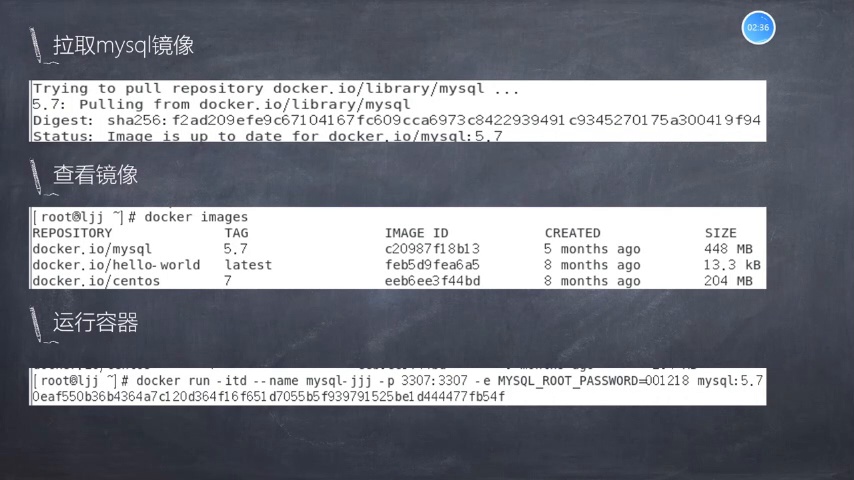 02:36
拉取mysql镜像
Trying to pull repository docker.io/library/mysql ...
5.7: Pulling from docker.io/library/mysql
Digest: sha256:f2ad209efe9c67104167fc609cca6973c8422939491c9345270175a300419f94
Status: Image is up to date for docker.io/mysql:5.7
查看镜像
[root@ljj ~]# docker images
REPOSITORY TAG IMAGE ID CREATED SIZE
docker.io/mysql 5.7 c20987f18b13 5 months ago 448 MB
docker.io/hello-world latest feb5d9fea6a5 8 months ago 13.3 kB
docker.io/centos 7 eeb6ee3f44bd 8 months ago 204 MB
运行容器
[root@ljj ~]# docker run -itd --name mysql-jjj -p 3307:3307 -e MYSQL_ROOT_PASSWORD=001218 mysql:5.7
0eaf550b36b4364a7c120d364f16f651d7055b5f939791525be1d444477fb54f